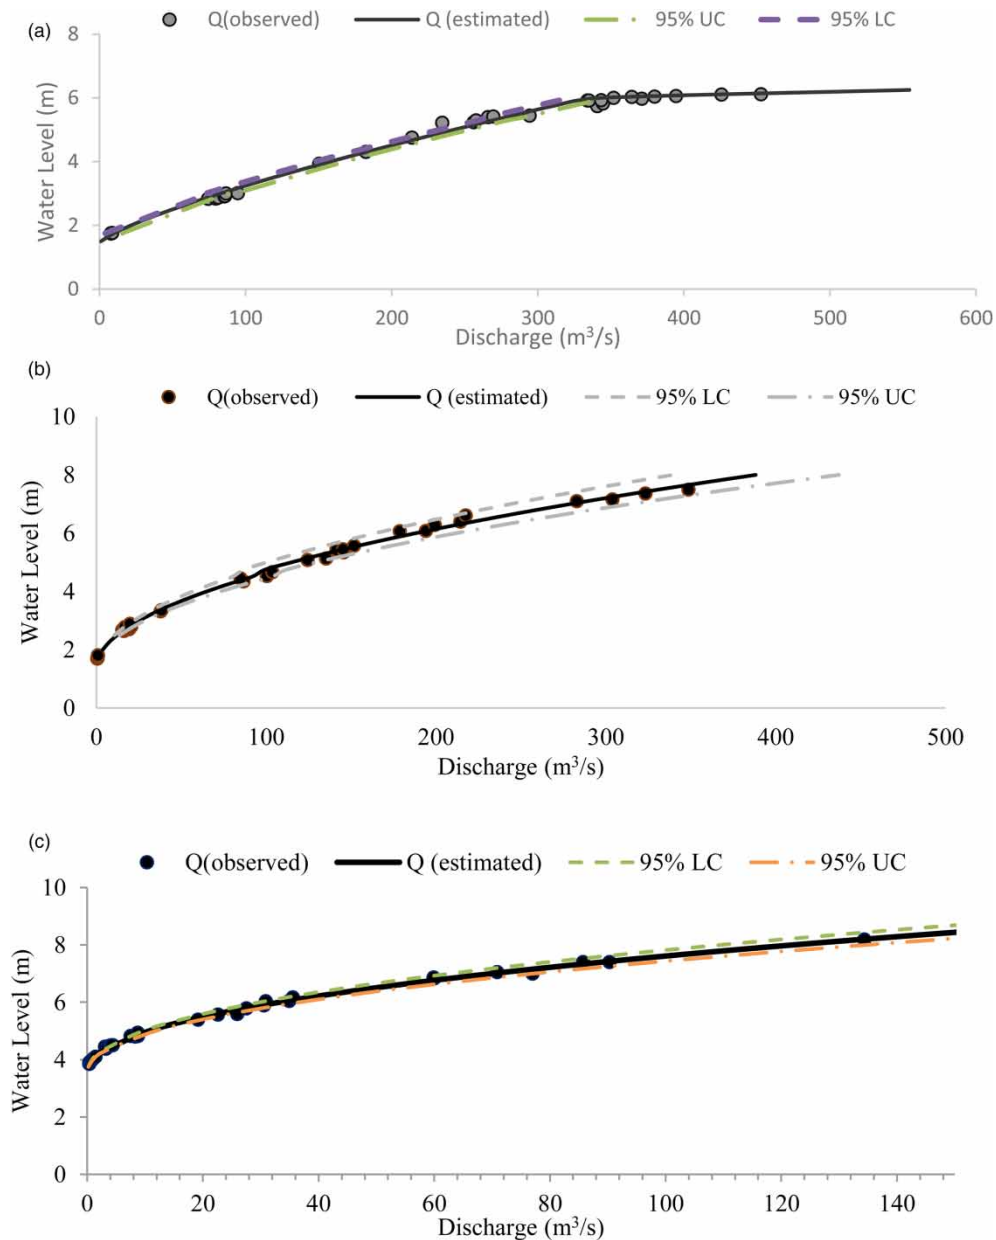 (a)
Q(observed) Q (estimated) 95% UC 95% LC
8
6
4
2
0
Water Level (m)
0 100 200 300 400 500 600
Discharge (m³/s)
(b)
Q(observed) Q (estimated) 95% LC 95% UC
10
8
6
4
2
0
Water Level (m)
0 100 200 300 400 500
Discharge (m³/s)
(c)
Q(observed) Q (estimated) 95% LC 95% UC
10
8
6
4
2
0
Water Level (m)
0 20 40 60 80 100 120 140
Discharge (m³/s)